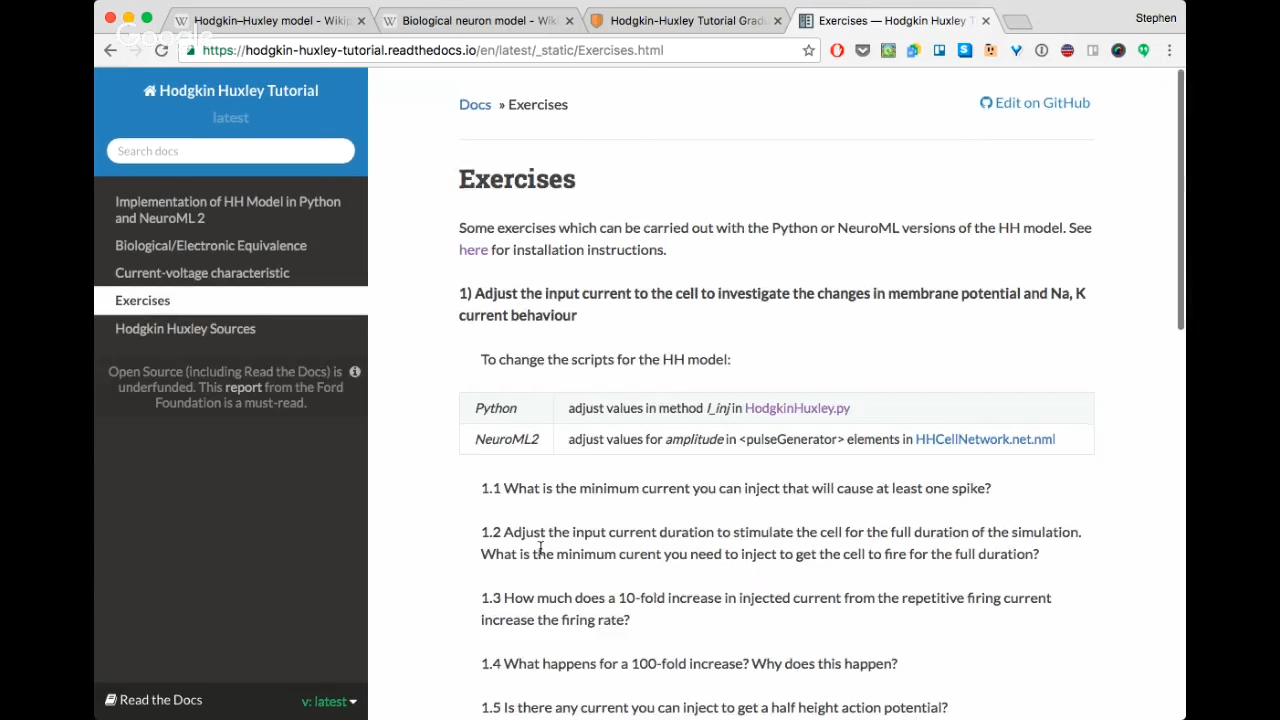 Hodgkin–Huxley model - Wikip
Biological neuron model - Wiki
Hodgkin-Huxley Tutorial Gradu
Exercises — Hodgkin Huxley T
Stephen
Google
https://hodgkin-huxley-tutorial.readthedocs.io/en/latest/_static/Exercises.html
Hodgkin Huxley Tutorial
latest
Search docs
Implementation of HH Model in Python
and NeuroML 2
Biological/Electronic Equivalence
Current-voltage characteristic
Exercises
Hodgkin Huxley Sources
Open Source (including Read the Docs) is
underfunded. This report from the Ford
Foundation is a must-read.
Read the Docs
v: latest
Docs » Exercises
Edit on GitHub
Exercises
Some exercises which can be carried out with the Python or NeuroML versions of the HH model. See
here for installation instructions.
1) Adjust the input current to the cell to investigate the changes in membrane potential and Na, K
current behaviour
To change the scripts for the HH model:
Python adjust values in method I_inj in HodgkinHuxley.py
NeuroML2 adjust values for amplitude in <pulseGenerator> elements in HHCellNetwork.net.nml
1.1 What is the minimum current you can inject that will cause at least one spike?
1.2 Adjust the input current duration to stimulate the cell for the full duration of the simulation.
What is the minimum curent you need to inject to get the cell to fire for the full duration?
1.3 How much does a 10-fold increase in injected current from the repetitive firing current
increase the firing rate?
1.4 What happens for a 100-fold increase? Why does this happen?
1.5 Is there any current you can inject to get a half height action potential?